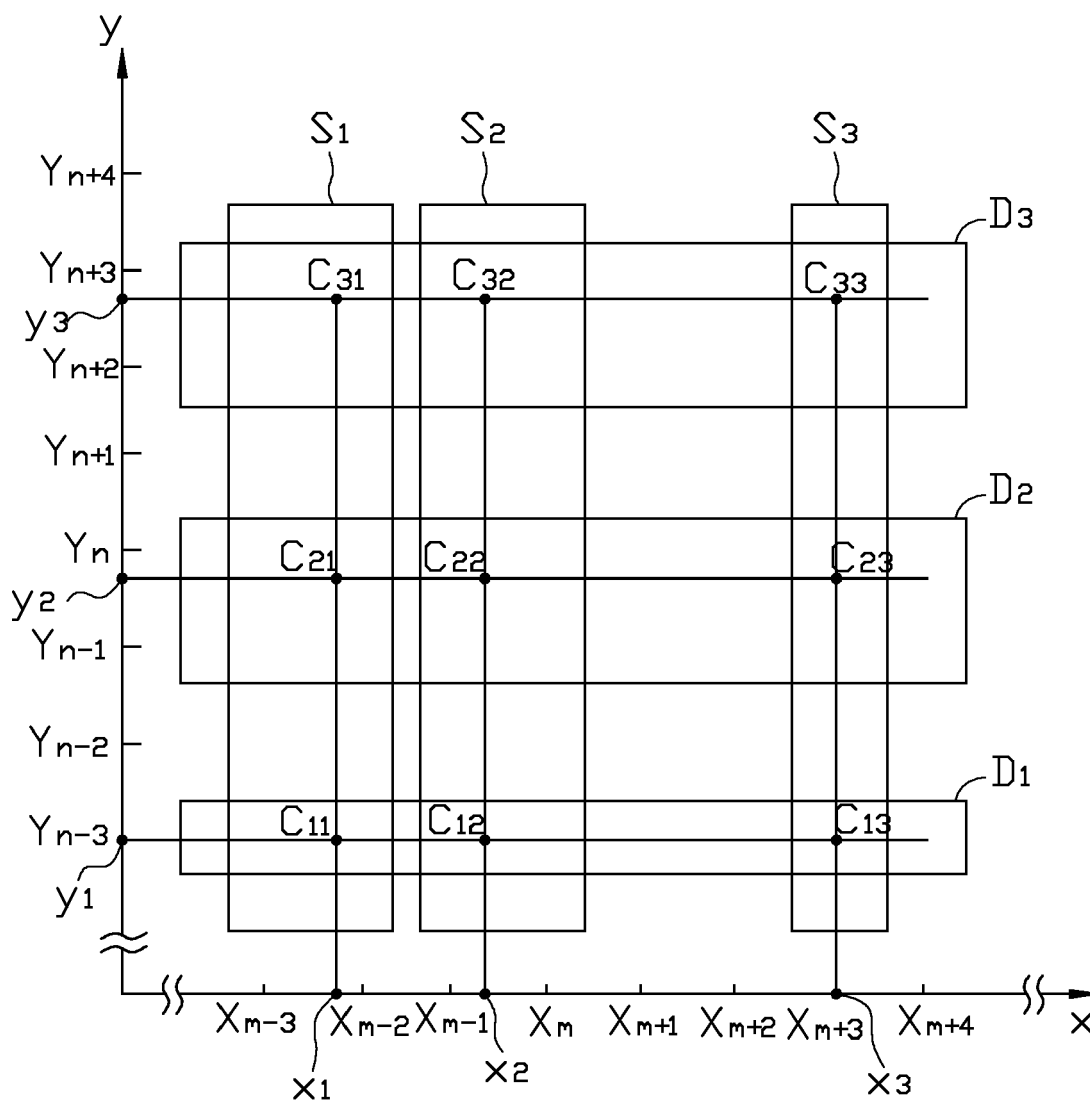 y
S1 S2 S3
Yn+4
D3
Yn+3
C31 C32 C33
y3
Yn+2
Yn+1
D2
Yn
C21 C22 C23
y2
Yn-1
Yn-2
D1
Yn-3
C11 C12 C13
y1
Xm-3 Xm-2 Xm-1 Xm Xm+1 Xm+2 Xm+3 Xm+4 x
x1 x2 x3